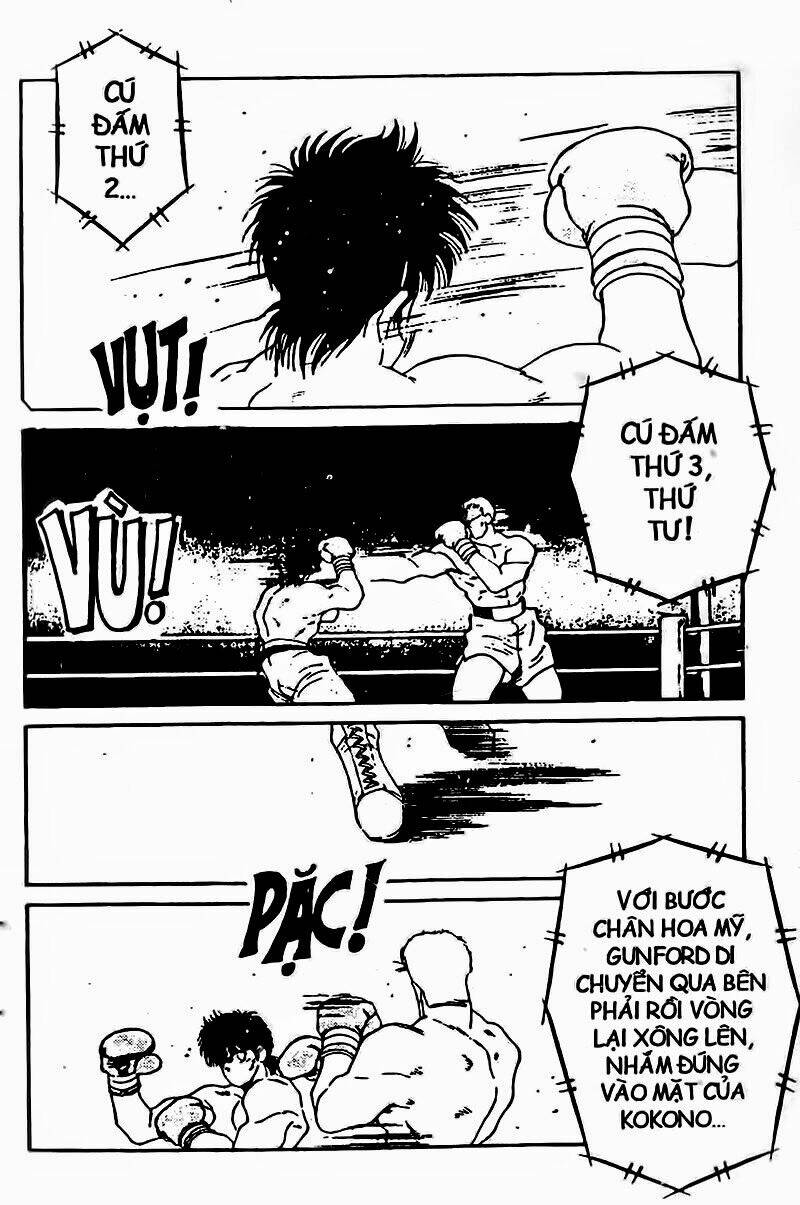 CÚ
ĐẤM
THỨ
2...
VỤT!
CÚ ĐẤM
THỨ 3,
THỨ
TƯ!
VÙ!
PẶC!
VỚI BƯỚC
CHÂN HOA MỸ,
GUNFORD DI
CHUYỂN QUA BÊN
PHẢI RỒI VÒNG
LẠI XÔNG LÊN,
NHẮM ĐÚNG
VÀO MẶT CỦA
KOKONO...